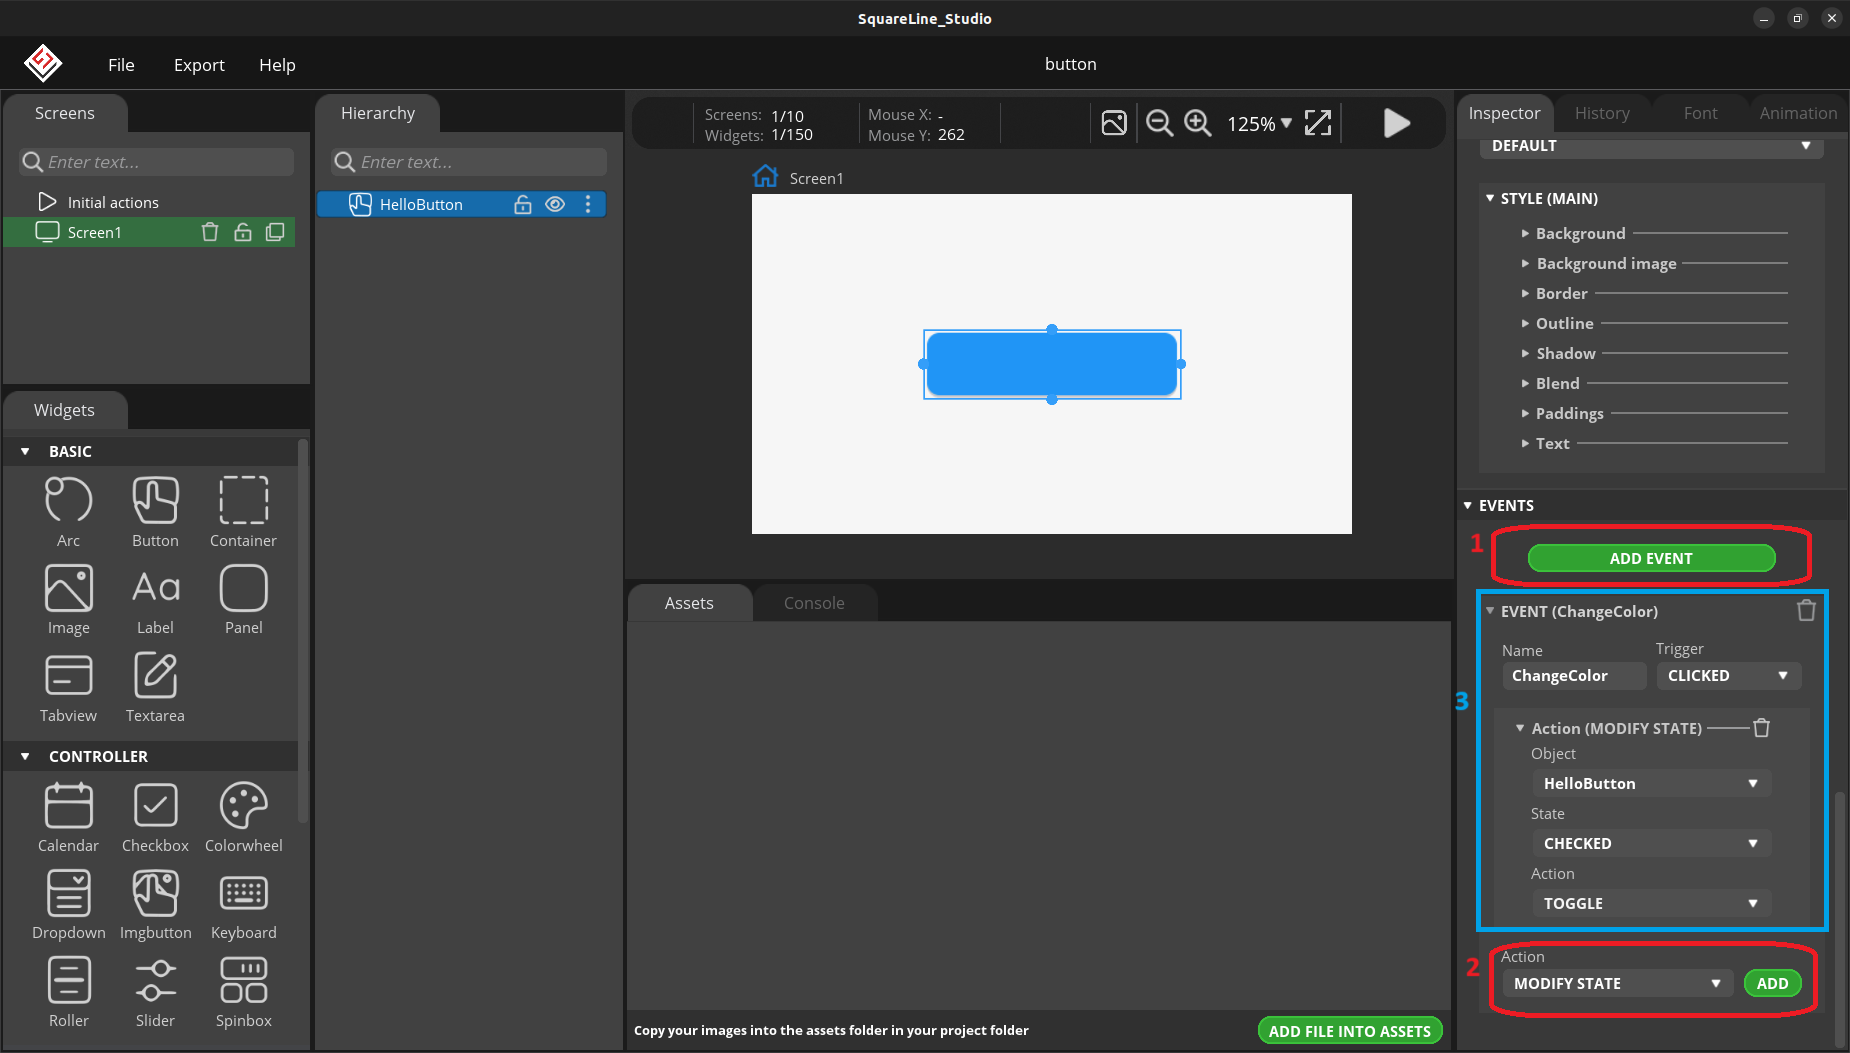 SquareLine_Studio
File Export Help
button
Screens
Enter text...
Initial actions
Screen1
Hierarchy
Enter text...
HelloButton
Screens: 1/10
Widgets: 1/150
Mouse X: -
Mouse Y: 262
125%
Screen1
Widgets
BASIC
Arc Button Container
Image Label Panel
Tabview Textarea
CONTROLLER
Calendar Checkbox Colorwheel
Dropdown Imgbutton Keyboard
Roller Slider Spinbox
Assets Console
Copy your images into the assets folder in your project folder
ADD FILE INTO ASSETS
Inspector History Font Animation
DEFAULT
STYLE (MAIN)
Background
Background image
Border
Outline
Shadow
Blend
Paddings
Text
EVENTS
1
ADD EVENT
EVENT (ChangeColor)
Name Trigger
ChangeColor CLICKED
3
Action (MODIFY STATE)
Object
HelloButton
State
CHECKED
Action
TOGGLE
2
Action
MODIFY STATE ADD